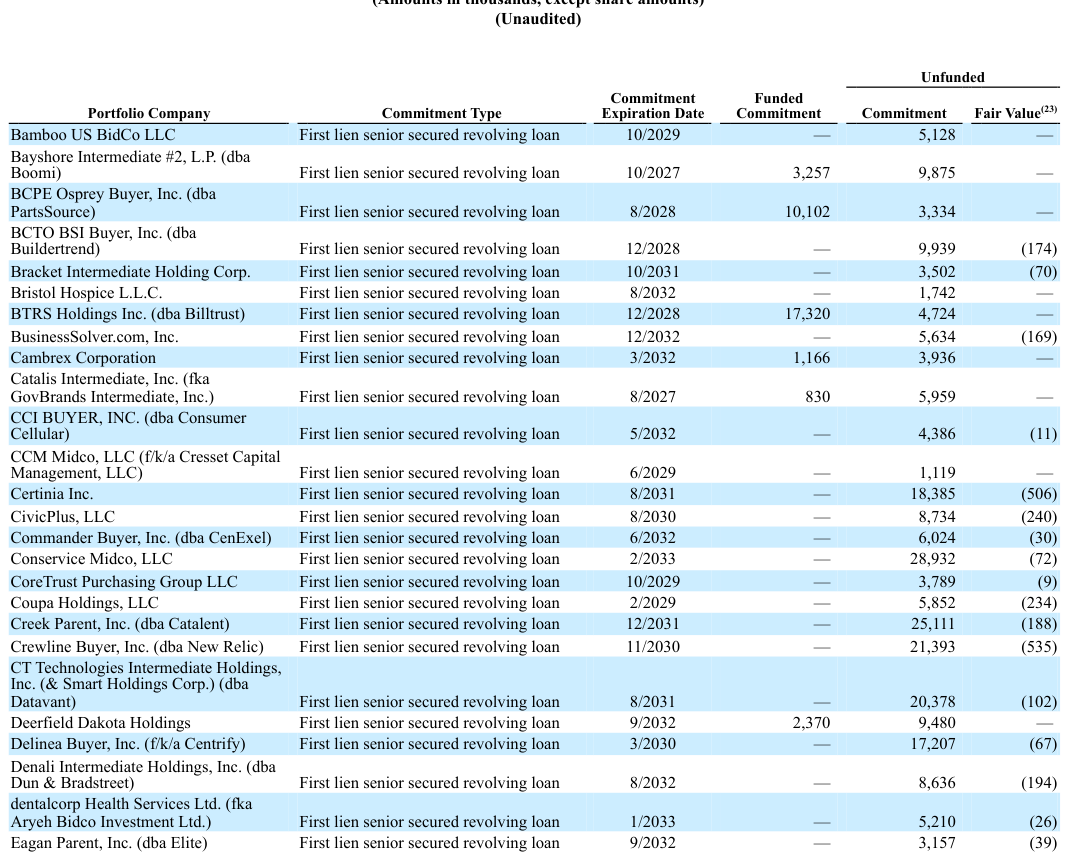 (Amounts in thousands, except share amounts)
(Unaudited)
Unfunded
Portfolio Company Commitment Type Commitment Expiration Date Funded Commitment Commitment Fair Value(23)
Bamboo US BidCo LLC First lien senior secured revolving loan 10/2029 — 5,128 —
Bayshore Intermediate #2, L.P. (dba
Boomi) First lien senior secured revolving loan 10/2027 3,257 9,875 —
BCPE Osprey Buyer, Inc. (dba
PartsSource) First lien senior secured revolving loan 8/2028 10,102 3,334 —
BCTO BSI Buyer, Inc. (dba
Buildertrend) First lien senior secured revolving loan 12/2028 — 9,939 (174)
Bracket Intermediate Holding Corp. First lien senior secured revolving loan 10/2031 — 3,502 (70)
Bristol Hospice L.L.C. First lien senior secured revolving loan 8/2032 — 1,742 —
BTRS Holdings Inc. (dba Billtrust) First lien senior secured revolving loan 12/2028 17,320 4,724 —
BusinessSolver.com, Inc. First lien senior secured revolving loan 12/2032 — 5,634 (169)
Cambrex Corporation First lien senior secured revolving loan 3/2032 1,166 3,936 —
Catalis Intermediate, Inc. (fka
GovBrands Intermediate, Inc.) First lien senior secured revolving loan 8/2027 830 5,959 —
CCI BUYER, INC. (dba Consumer
Cellular) First lien senior secured revolving loan 5/2032 — 4,386 (11)
CCM Midco, LLC (f/k/a Cresset Capital
Management, LLC) First lien senior secured revolving loan 6/2029 — 1,119 —
Certinia Inc. First lien senior secured revolving loan 8/2031 — 18,385 (506)
CivicPlus, LLC First lien senior secured revolving loan 8/2030 — 8,734 (240)
Commander Buyer, Inc. (dba CenExel) First lien senior secured revolving loan 6/2032 — 6,024 (30)
Conservice Midco, LLC First lien senior secured revolving loan 2/2033 — 28,932 (72)
CoreTrust Purchasing Group LLC First lien senior secured revolving loan 10/2029 — 3,789 (9)
Coupa Holdings, LLC First lien senior secured revolving loan 2/2029 — 5,852 (234)
Creek Parent, Inc. (dba Catalent) First lien senior secured revolving loan 12/2031 — 25,111 (188)
Crewline Buyer, Inc. (dba New Relic) First lien senior secured revolving loan 11/2030 — 21,393 (535)
CT Technologies Intermediate Holdings,
Inc. (& Smart Holdings Corp.) (dba
Datavant) First lien senior secured revolving loan 8/2031 — 20,378 (102)
Deerfield Dakota Holdings First lien senior secured revolving loan 9/2032 2,370 9,480 —
Delinea Buyer, Inc. (f/k/a Centrify) First lien senior secured revolving loan 3/2030 — 17,207 (67)
Denali Intermediate Holdings, Inc. (dba
Dun & Bradstreet) First lien senior secured revolving loan 8/2032 — 8,636 (194)
dentalcorp Health Services Ltd. (fka
Aryeh Bidco Investment Ltd.) First lien senior secured revolving loan 1/2033 — 5,210 (26)
Eagan Parent, Inc. (dba Elite) First lien senior secured revolving loan 9/2032 — 3,157 (39)